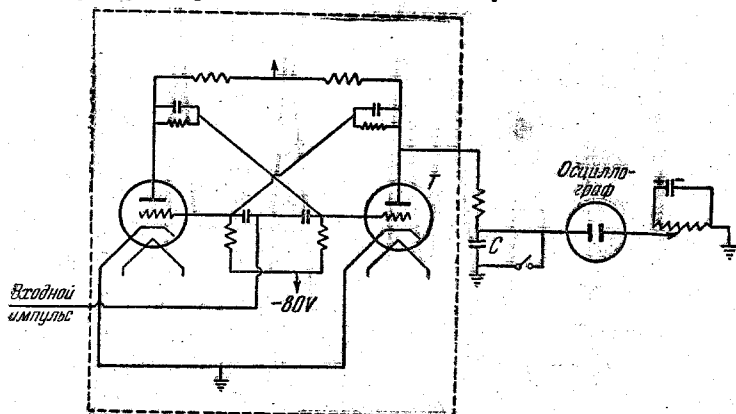 T
Осцилло-
граф
C
-80V
Входной
импульс